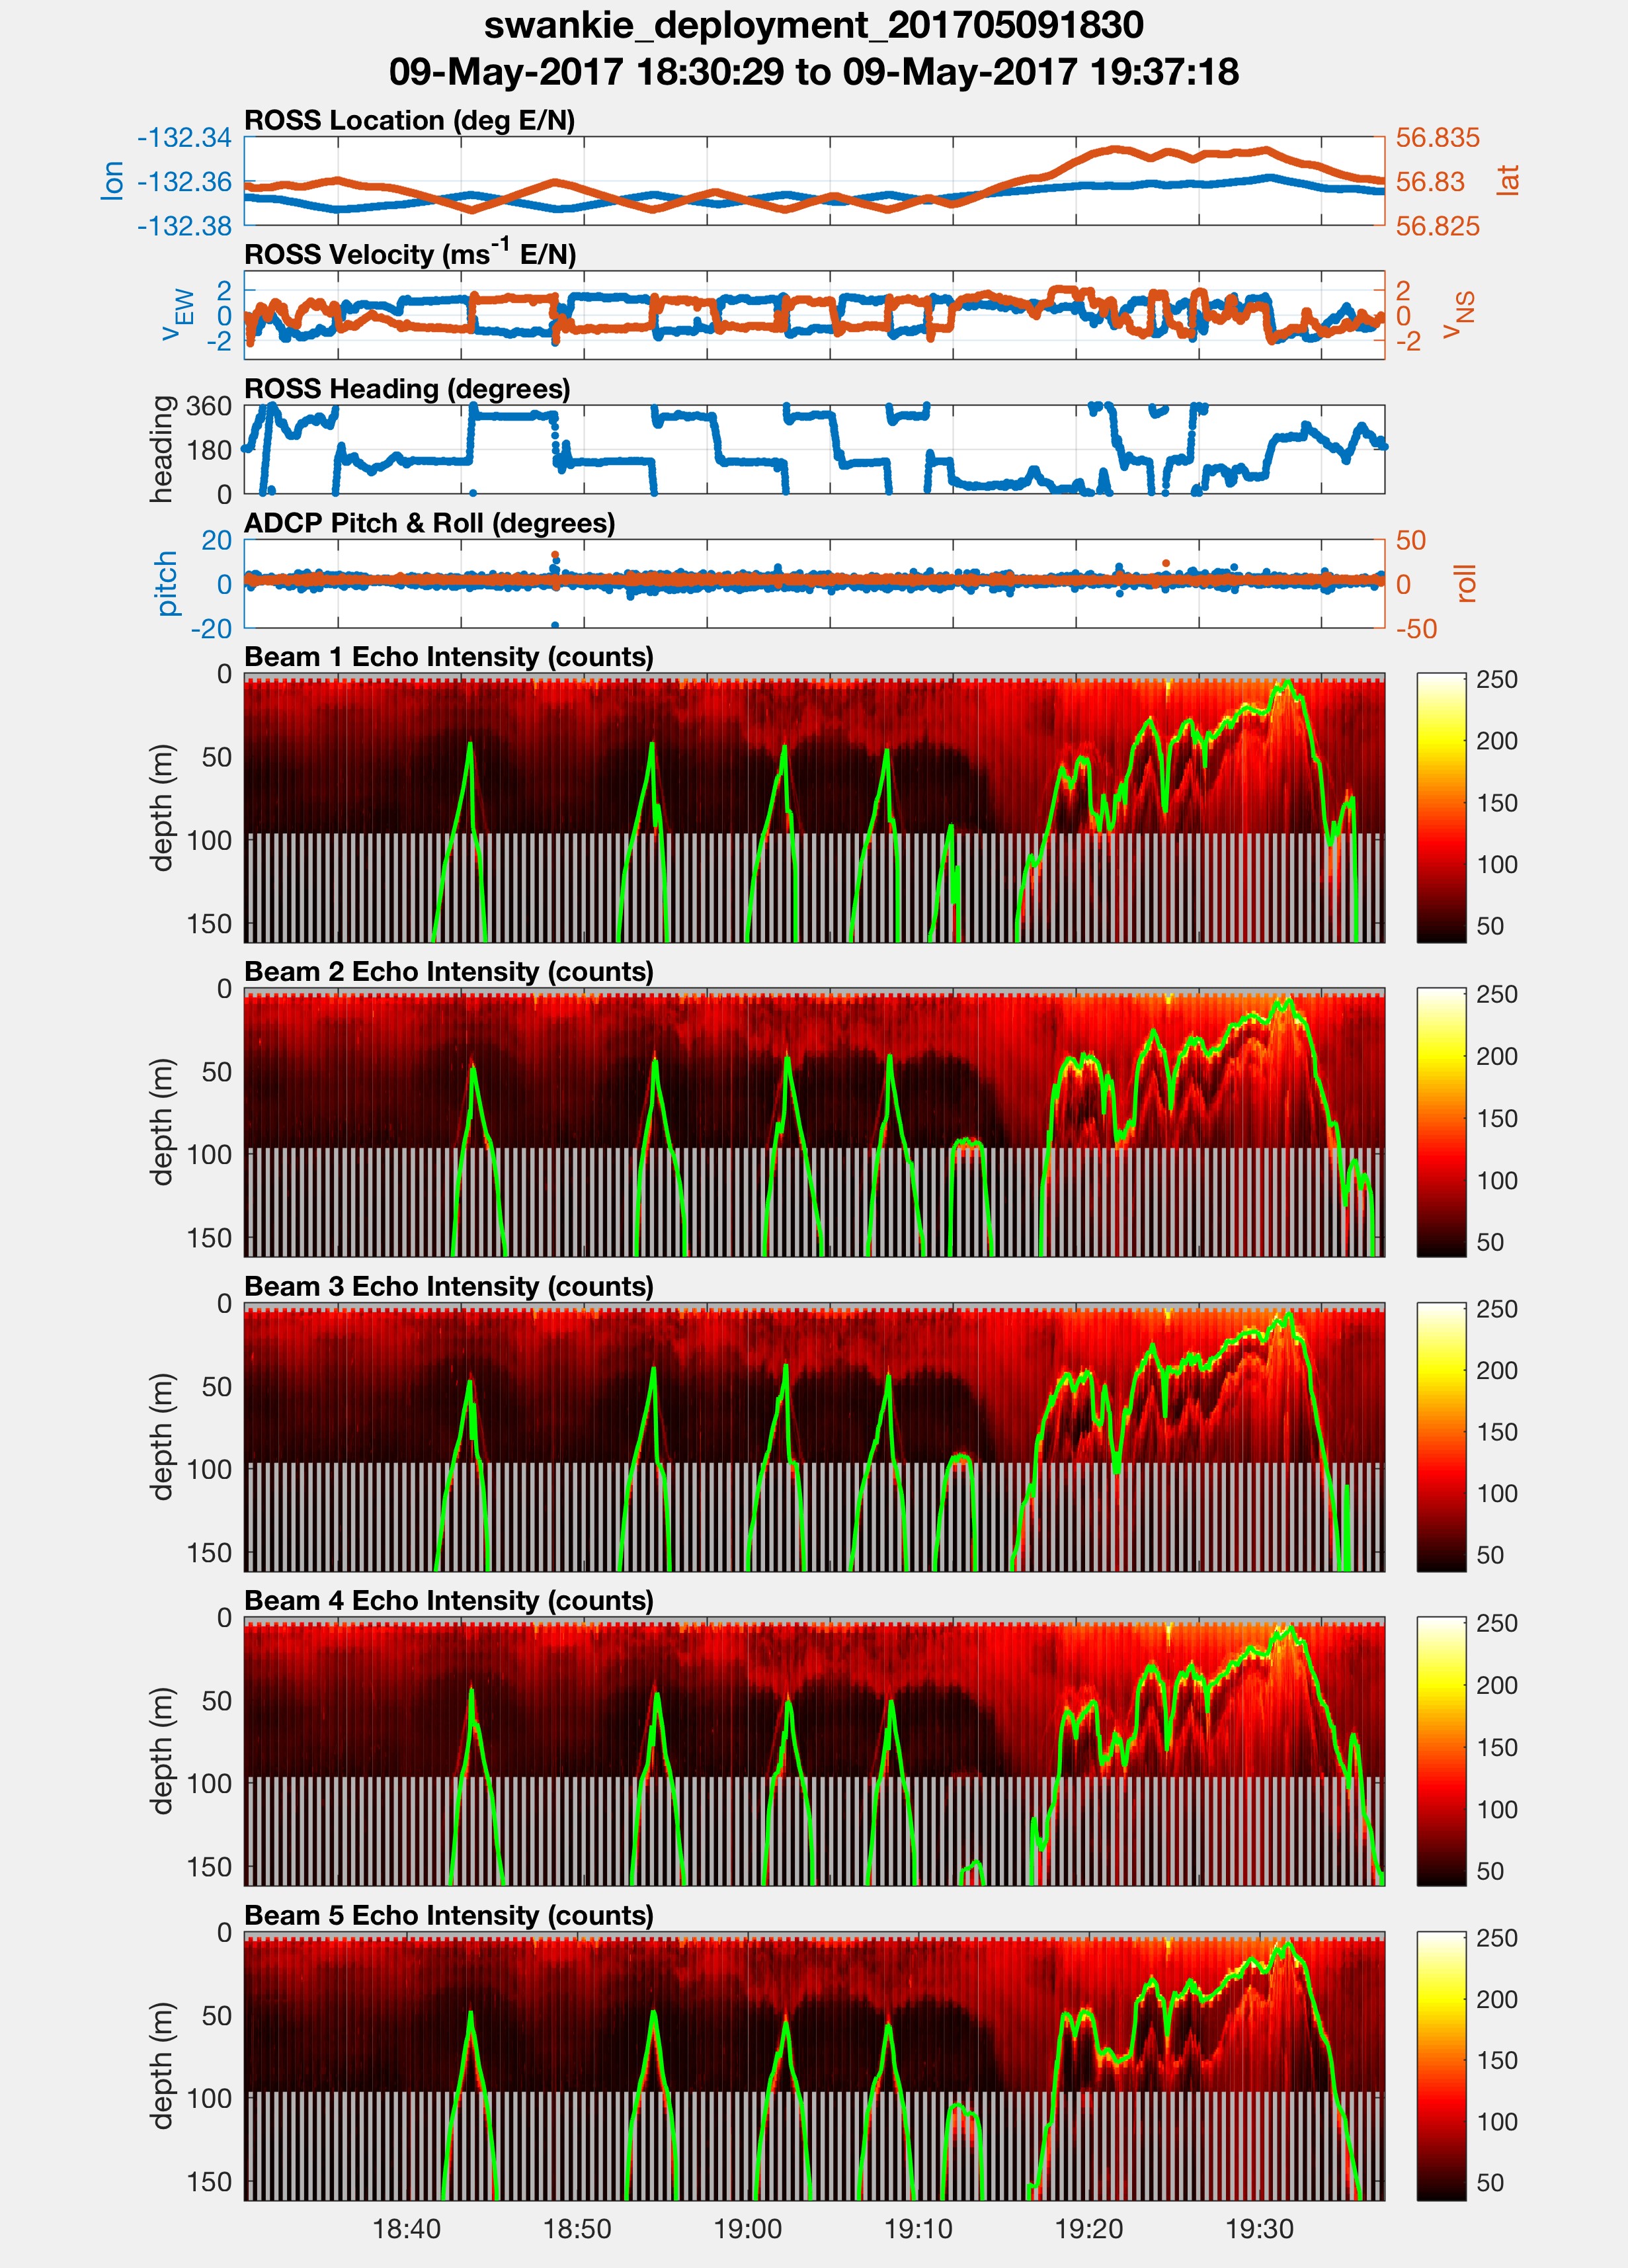 swankie_deployment_201705091830
09-May-2017 18:30:29 to 09-May-2017 19:37:18
ROSS Location (deg E/N)
-132.34
-132.36
-132.38
lon
56.835
56.83
56.825
lat
ROSS Velocity (ms-1 E/N)
2
0
-2
vEW
2
0
-2
vNS
ROSS Heading (degrees)
360
180
0
heading
ADCP Pitch & Roll (degrees)
20
0
-20
pitch
50
0
-50
roll
Beam 1 Echo Intensity (counts)
0
50
100
150
depth (m)
250
200
150
100
50
Beam 2 Echo Intensity (counts)
0
50
100
150
depth (m)
250
200
150
100
50
Beam 3 Echo Intensity (counts)
0
50
100
150
depth (m)
250
200
150
100
50
Beam 4 Echo Intensity (counts)
0
50
100
150
depth (m)
250
200
150
100
50
Beam 5 Echo Intensity (counts)
0
50
100
150
depth (m)
250
200
150
100
50
18:40 18:50 19:00 19:10 19:20 19:30